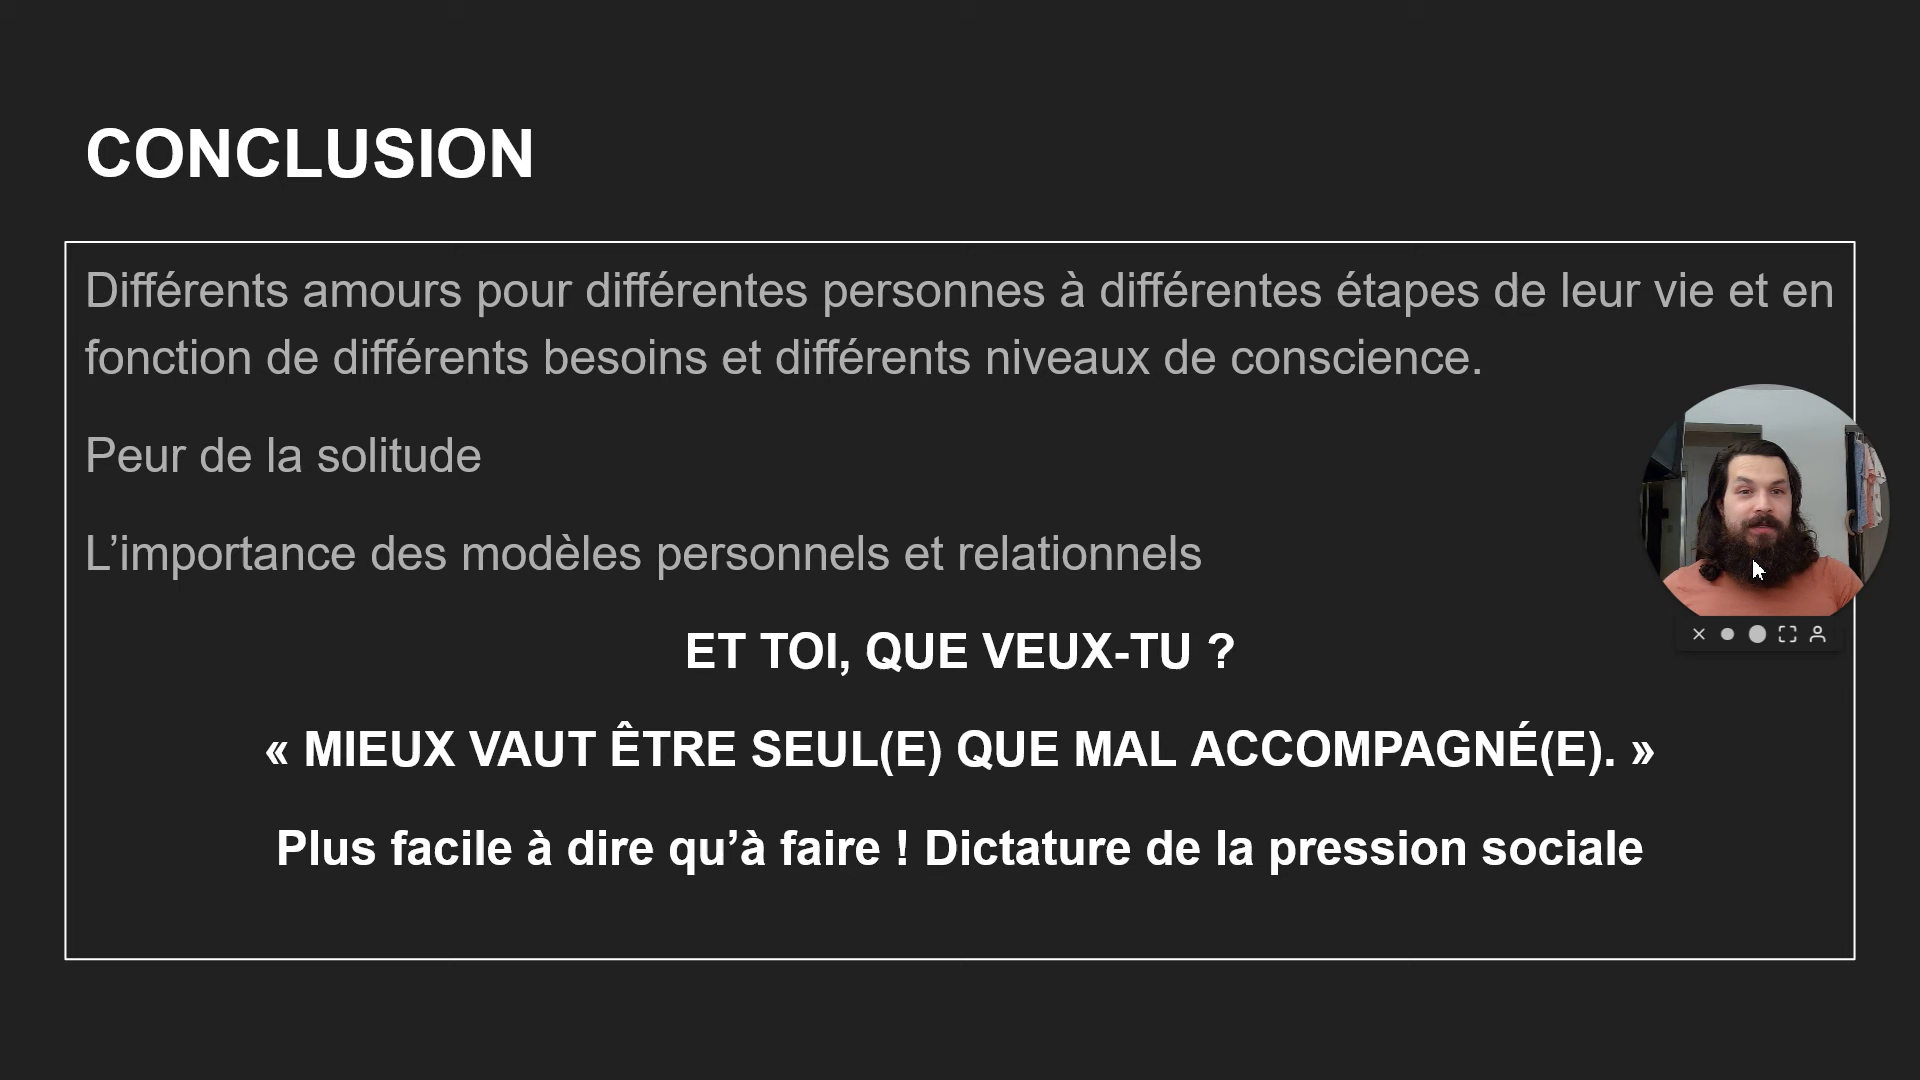 CONCLUSION
Différents amours pour différentes personnes à différentes étapes de leur vie et en
fonction de différents besoins et différents niveaux de conscience.
Peur de la solitude
L’importance des modèles personnels et relationnels
ET TOI, QUE VEUX-TU ?
« MIEUX VAUT ÊTRE SEUL(E) QUE MAL ACCOMPAGNÉ(E). »
Plus facile à dire qu’à faire ! Dictature de la pression sociale